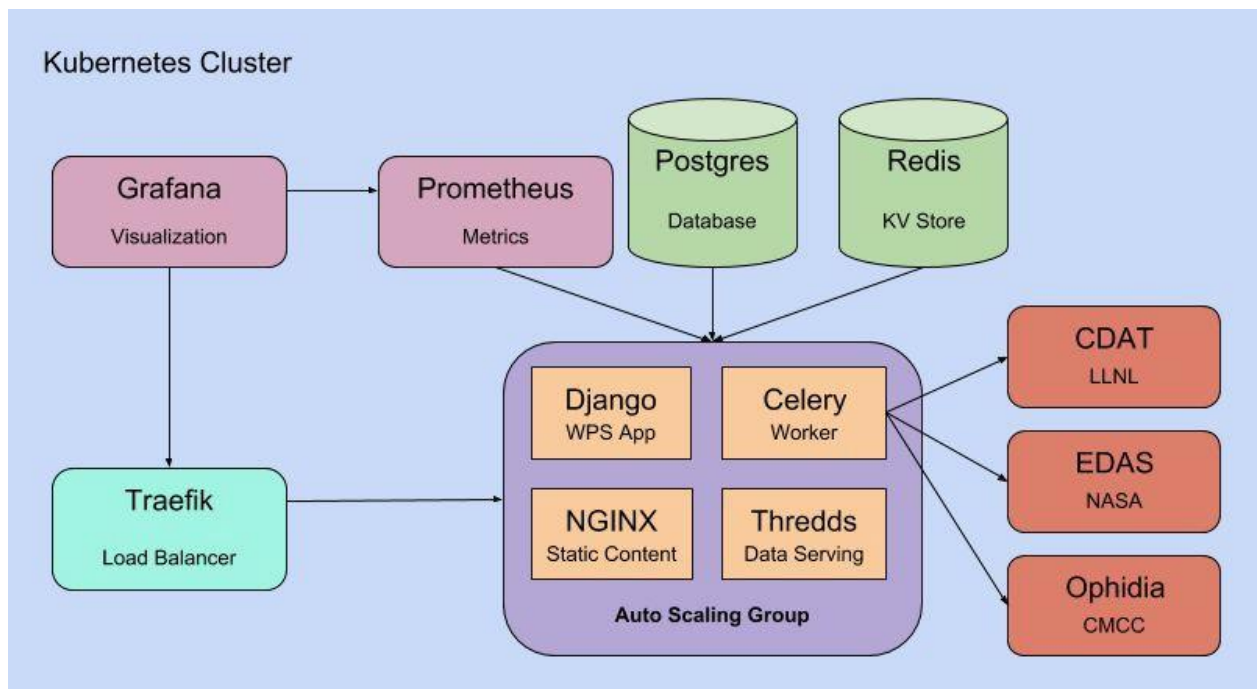 Kubernetes Cluster
Grafana
Visualization
Prometheus
Metrics
Postgres
Database
Redis
KV Store
Traefik
Load Balancer
Django
WPS App
Celery
Worker
NGINX
Static Content
Thredds
Data Serving
Auto Scaling Group
CDAT
LLNL
EDAS
NASA
Ophidia
CMCC